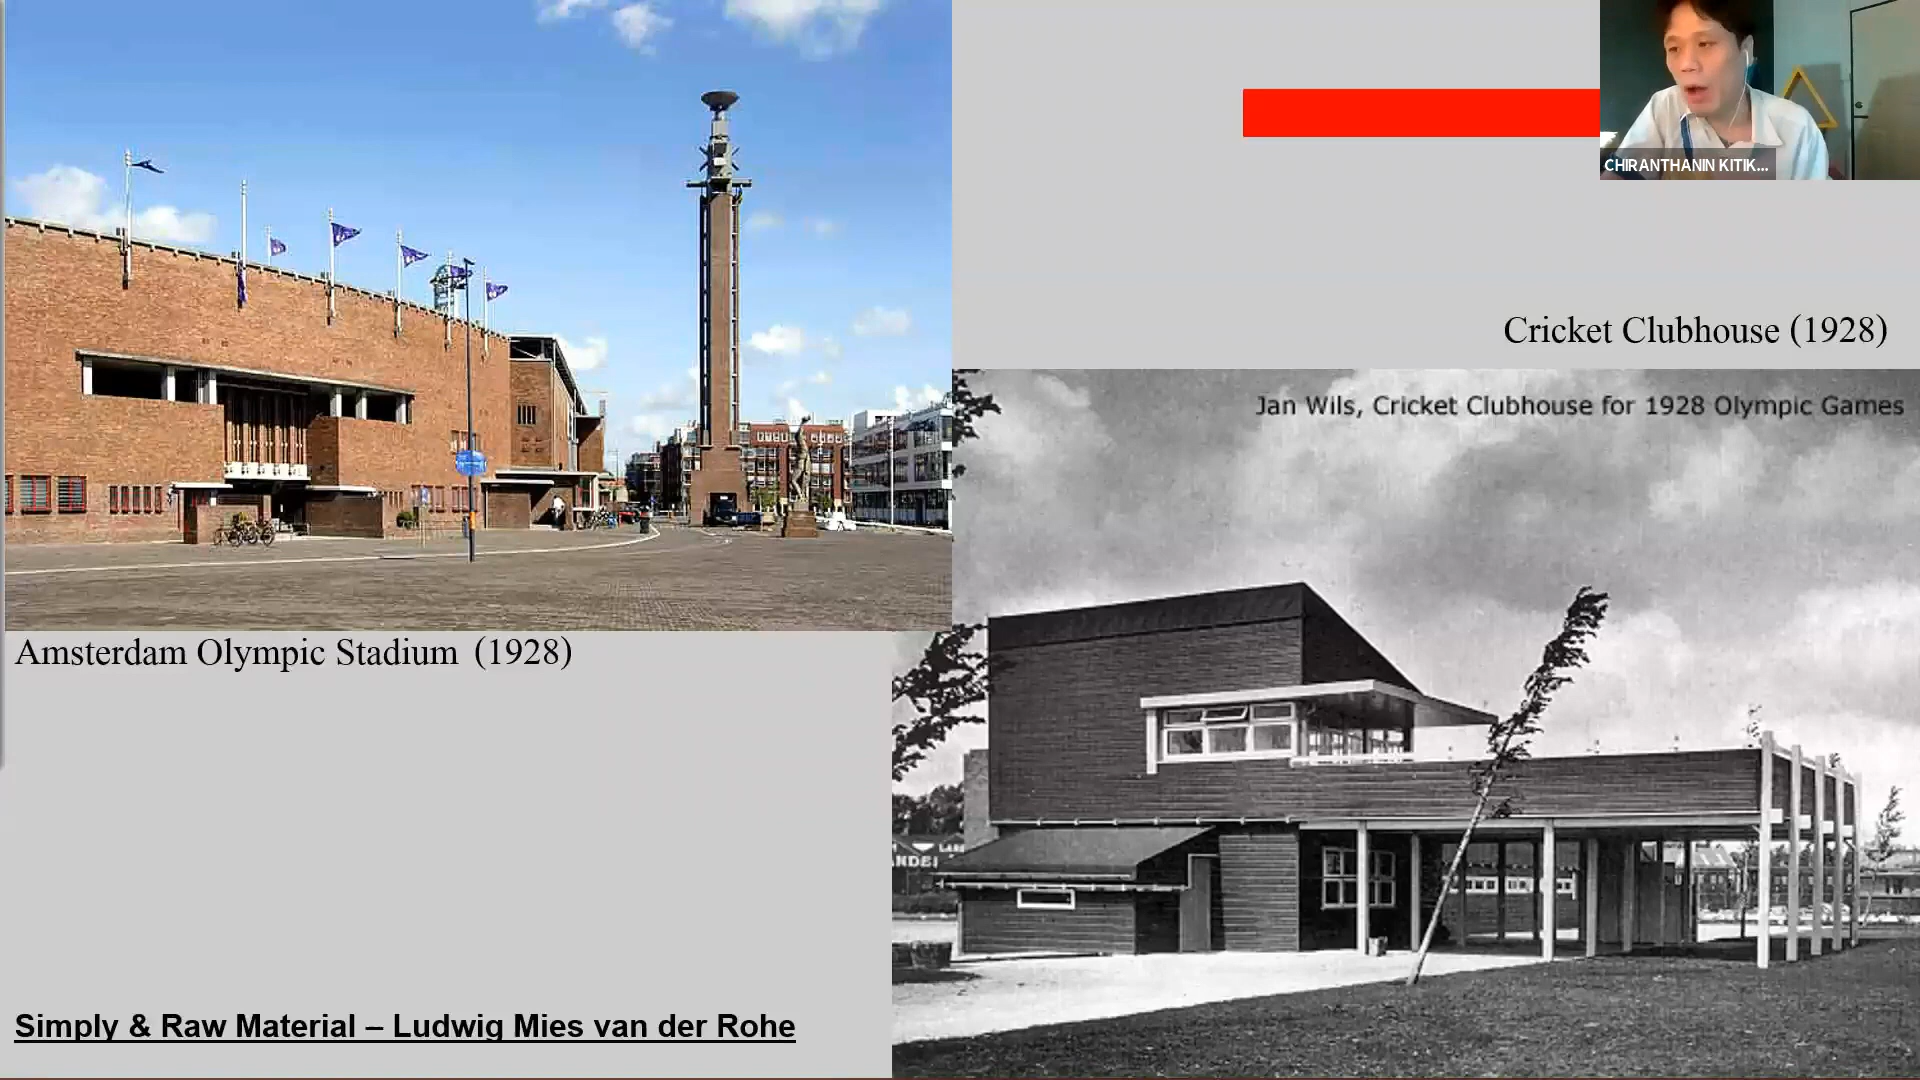 CHIRANTHANIN KITIK...
Cricket Clubhouse (1928)
Jan Wils, Cricket Clubhouse for 1928 Olympic Games
Amsterdam Olympic Stadium (1928)
Simply & Raw Material – Ludwig Mies van der Rohe